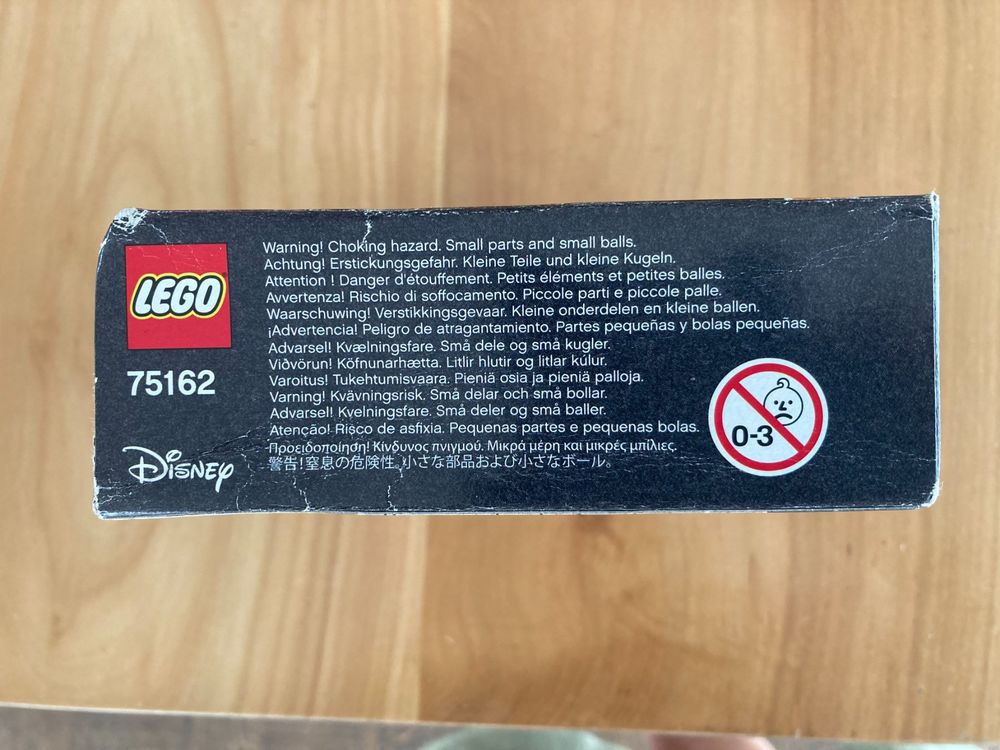 LEGO
75162
Disney
Warning! Choking hazard. Small parts and small balls.
Achtung! Erstickungsgefahr. Kleine Teile und kleine Kugeln.
Attention ! Danger d'étouffement. Petits éléments et petites balles.
Avvertenza! Rischio di soffocamento. Piccole parti e piccole palle.
Waarschuwing! Verstikkingsgevaar. Kleine onderdelen en kleine ballen.
¡Advertencia! Peligro de atragantamiento. Partes pequeñas y bolas pequeñas.
Advarsel! Kvælningsfare. Små dele og små kugler.
Viðvörun! Köfnunarhætta. Litlir hlutir og litlar kúlur.
Varoitus! Tukehtumisvaara. Pieniä osia ja pieniä palloja.
Varning! Kvävningsrisk. Små delar och små bollar.
Advarsel! Kvelningsfare. Små deler og små baller.
Atenção! Risco de asfixia. Pequenas partes e pequenas bolas.
Προειδοποίηση! Κίνδυνος πνιγμού. Μικρά μέρη και μικρές μπίλιες.
警告!窒息の危険性。小さな部品および小さなボール。
0-3